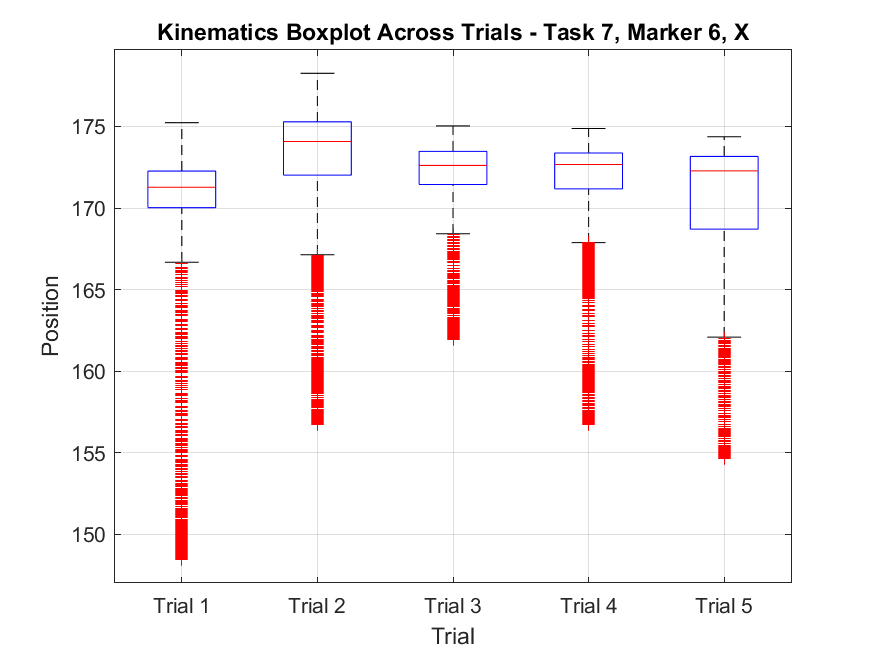 Kinematics Boxplot Across Trials - Task 7, Marker 6, X
175
170
165
160
155
150
Position
Trial 1 Trial 2 Trial 3 Trial 4 Trial 5
Trial